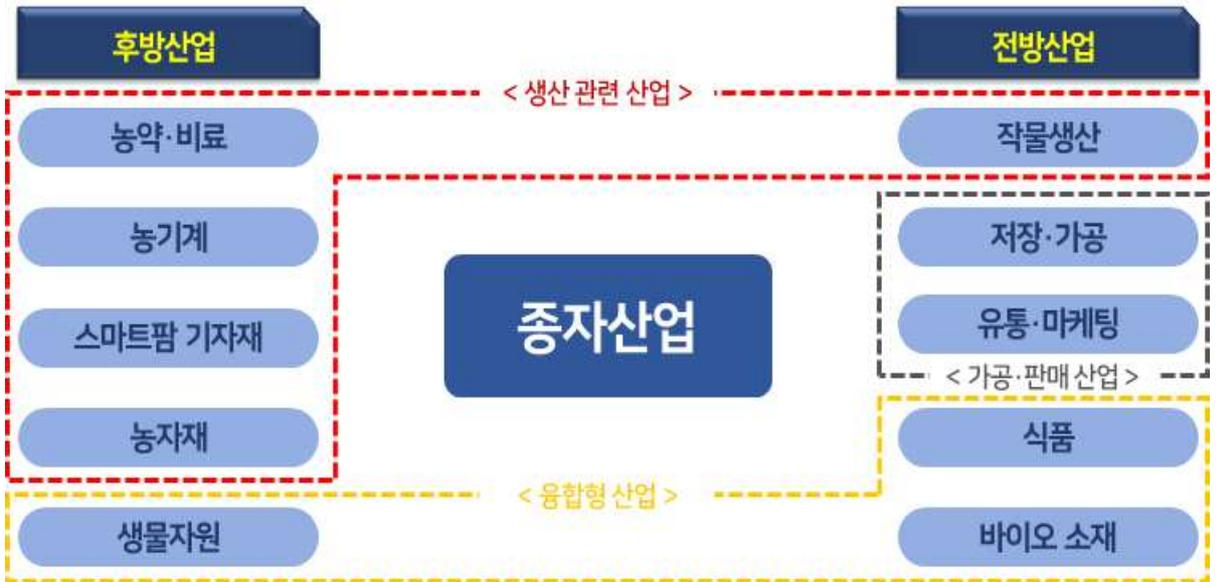 후방산업
전방산업
< 생산 관련 산업 >
농약·비료
작물생산
농기계
저장·가공
종자산업
스마트팜 기자재
유통·마케팅
< 가공·판매 산업 >
농자재
식품
< 융합형 산업 >
생물자원
바이오 소재